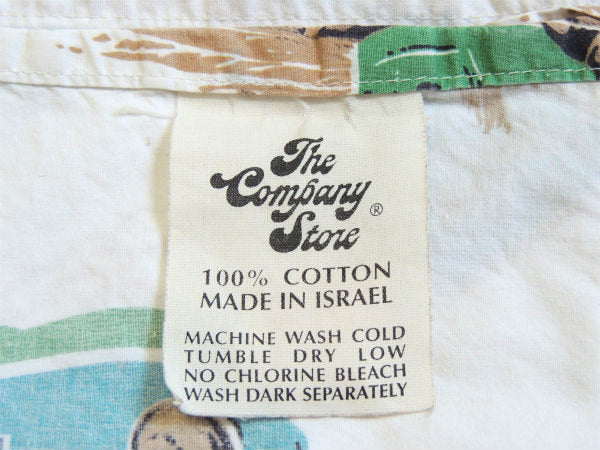 The
Company
Store ®
100% COTTON
MADE IN ISRAEL
MACHINE WASH COLD
TUMBLE DRY LOW
NO CHLORINE BLEACH
WASH DARK SEPARATELY